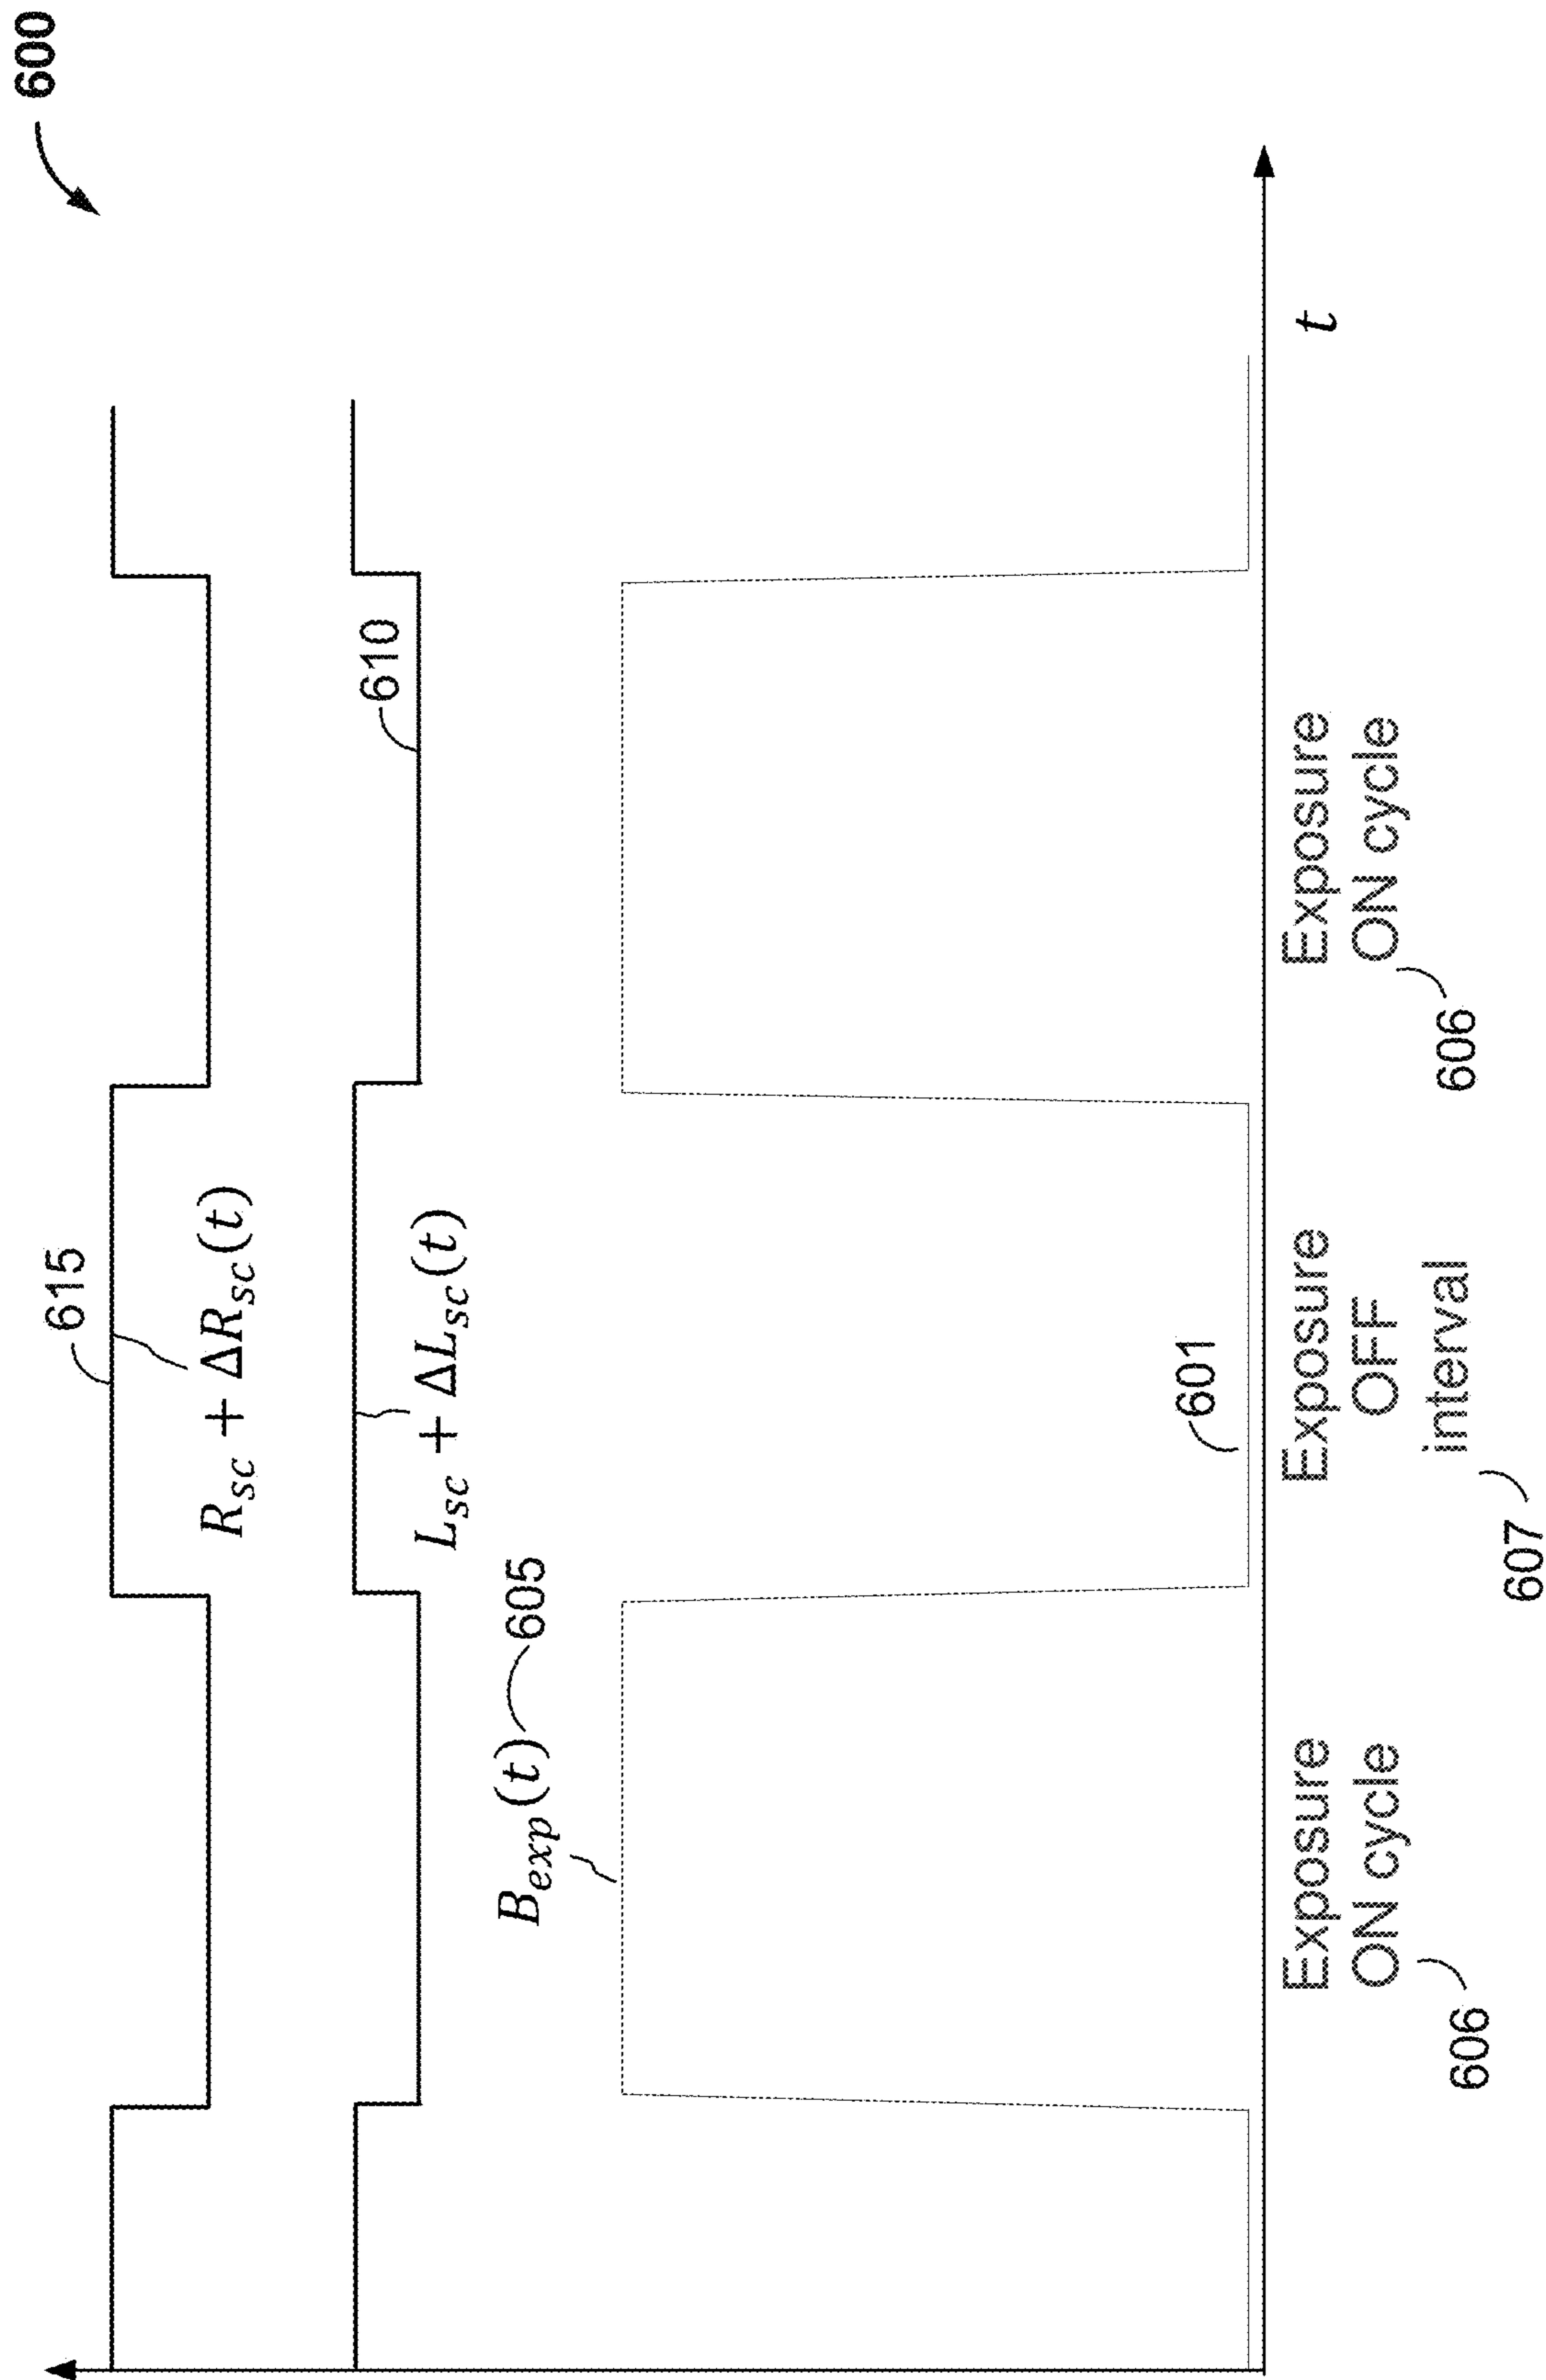 600
615
R_sc + ΔR_sc(t)
610
L_sc + ΔL_sc(t)
B_exp(t) 605
601
t
Exposure
ON cycle
606
Exposure
OFF
interval
607
Exposure
ON cycle
606